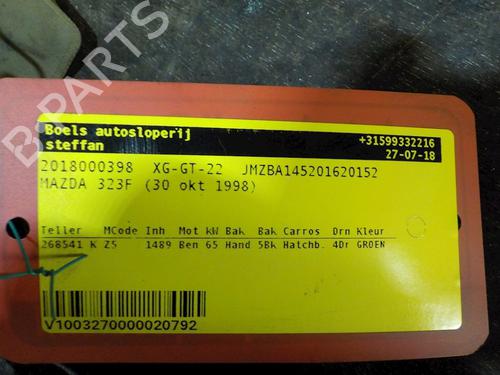 Boels autosloperij +31599332216
steffan 27-07-18
2018000398 XG-GT-22 JMZBA145201620152
MAZDA 323F (30 okt 1998)
Teller MCode Inh Mot kW Bak Bak Carros Drn Kleur
268541 K Z5 1489 Ben 65 Hand 5Bk Hatchb. 4Dr GROEN
V1003270000020792
B PARTS